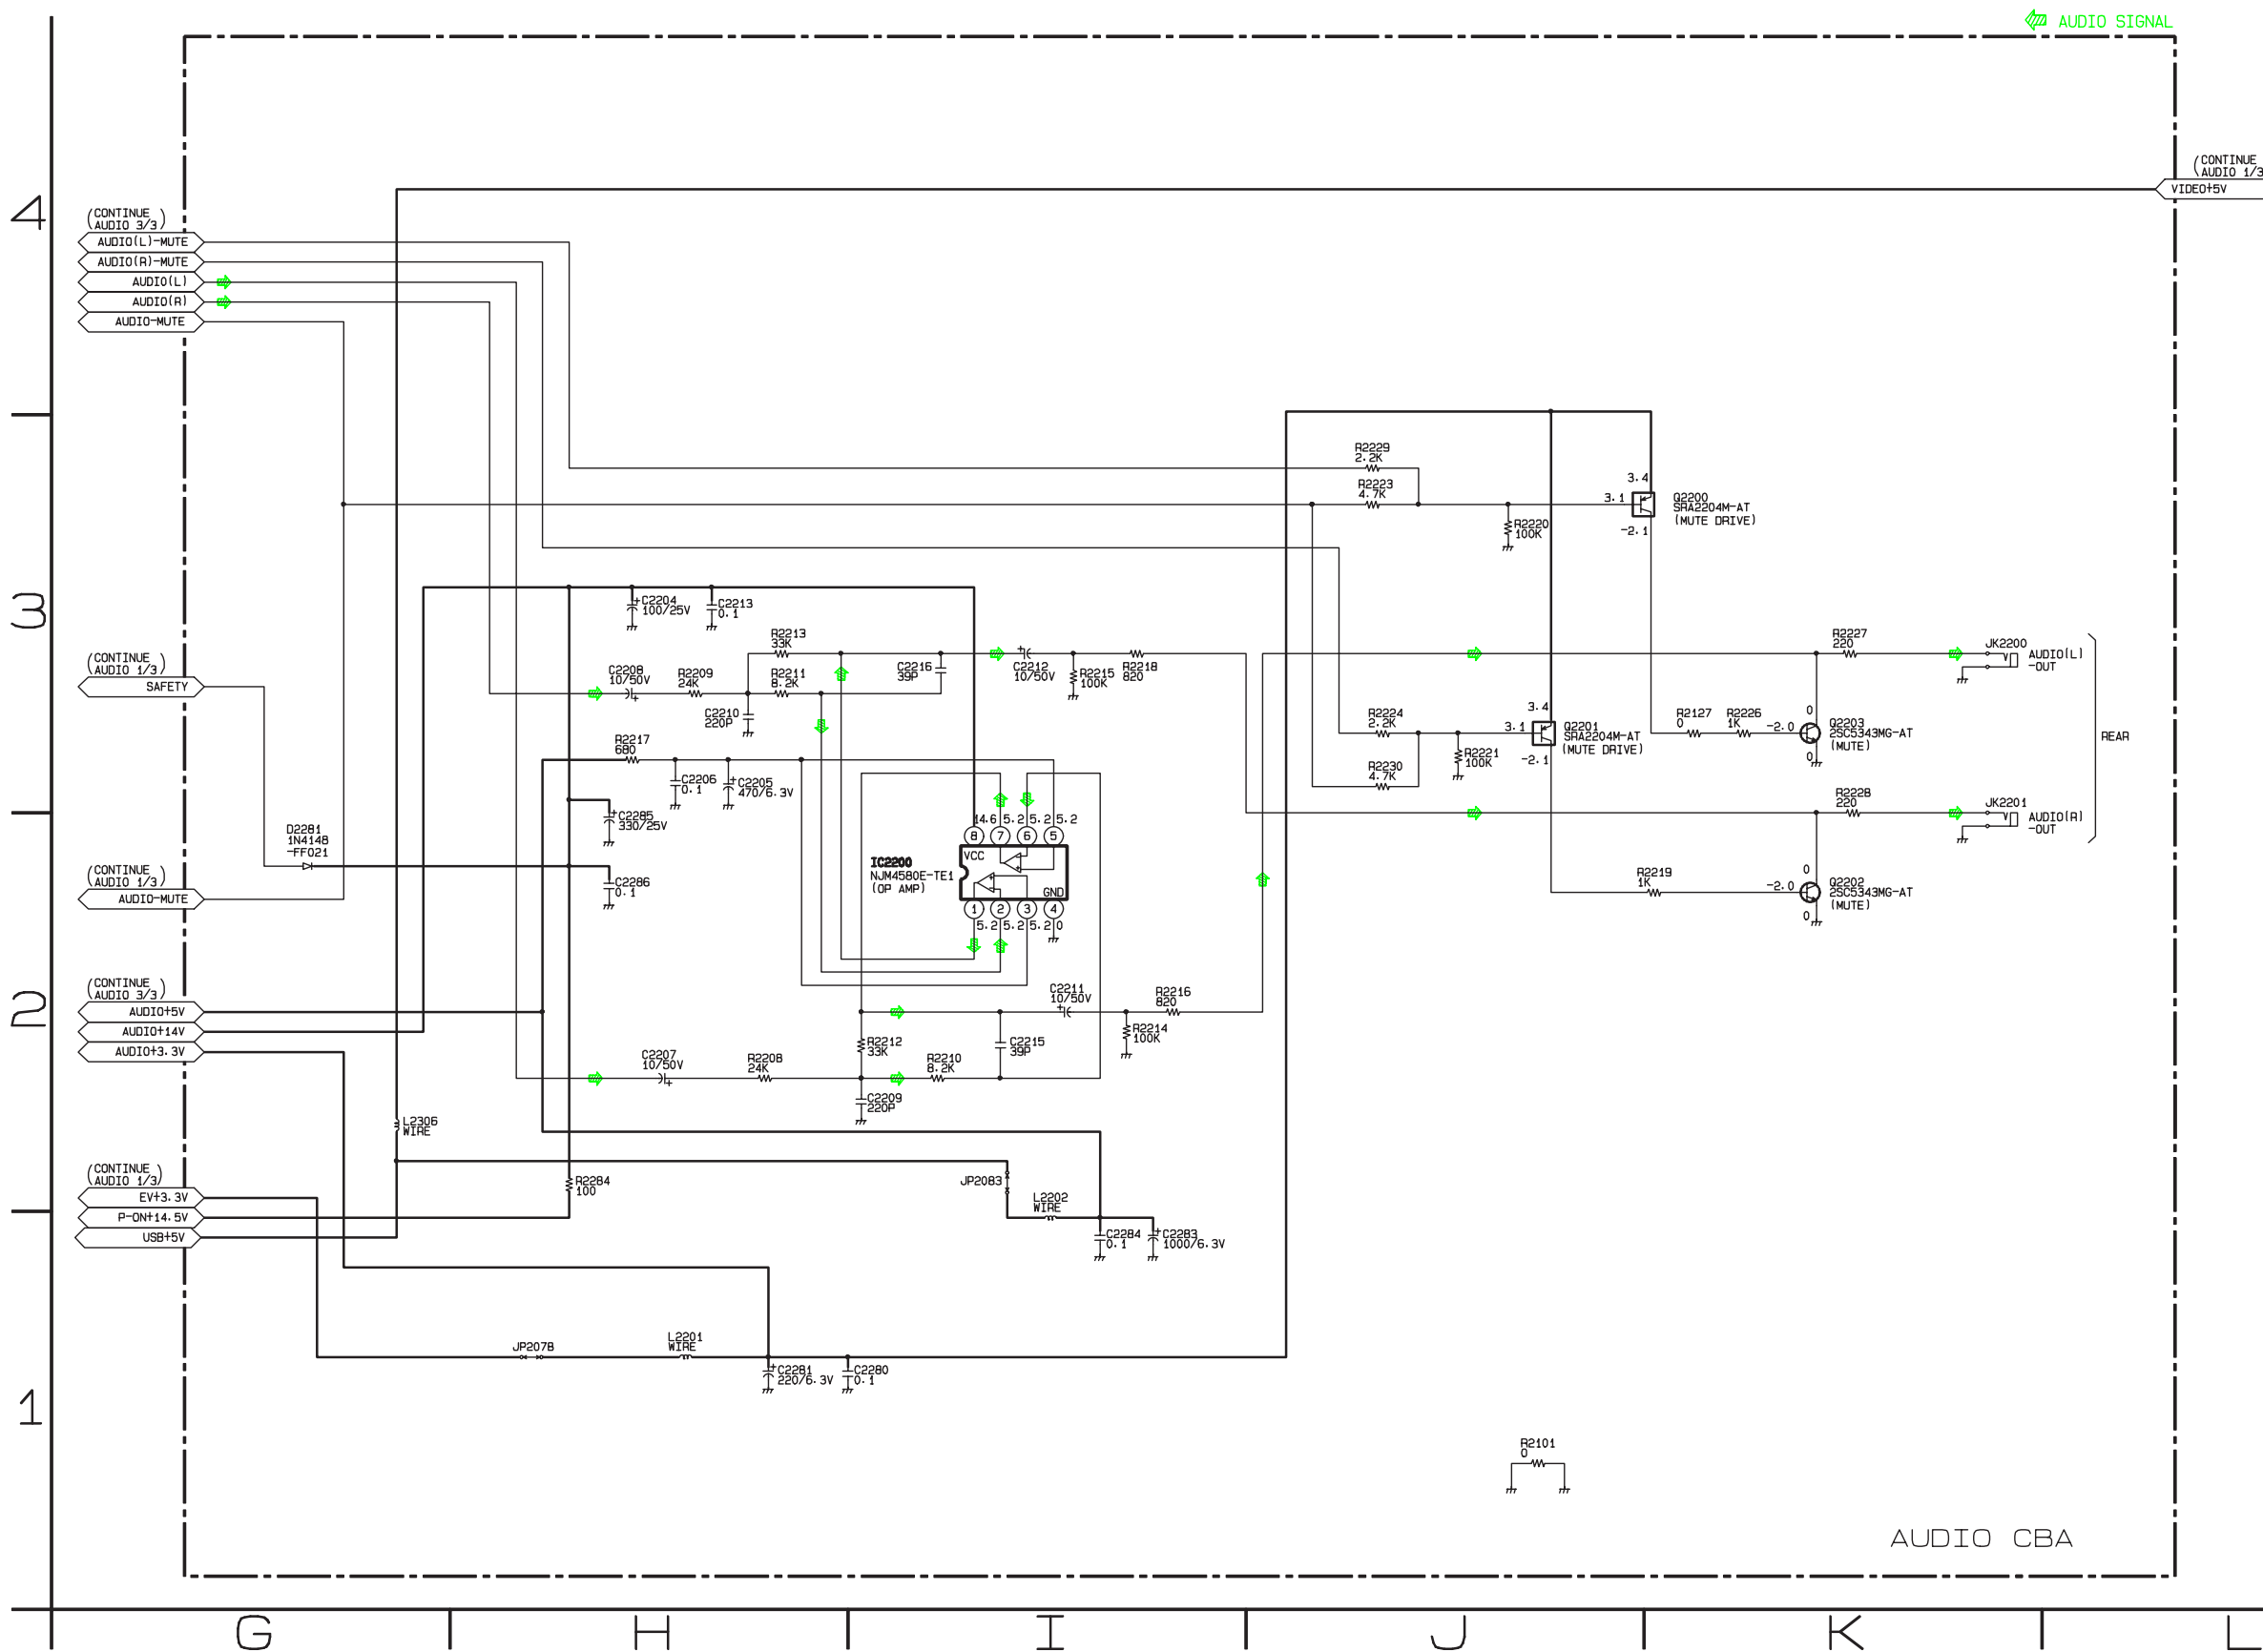 AUDIO SIGNAL
(CONTINUE
AUDIO 1/3
VIDEO+5V
4
(CONTINUE
AUDIO 3/3)
AUDIO(L)-MUTE
AUDIO(R)-MUTE
AUDIO(L)
AUDIO(R)
AUDIO-MUTE
R2229
2.2K
R2223
4.7K
R2220
100K
3.4
3.1
-2.1
Q2200
SRA2204M-AT
(MUTE DRIVE)
3
C2204
100/25V
C2213
0.1
R2213
33K
C2208
10/50V
R2209
24K
R2211
8.2K
C2216
39P
C2212
10/50V
R2215
100K
R2218
820
C2210
220P
(CONTINUE
AUDIO 1/3)
SAFETY
R2227
220
JK2200
AUDIO(L)
-OUT
R2224
2.2K
R2221
100K
R2230
4.7K
3.4
3.1
-2.1
Q2201
SRA2204M-AT
(MUTE DRIVE)
R2127
0
R2226
1K
-2.0
0
0
Q2203
2SC5343MG-AT
(MUTE)
REAR
R2217
680
C2206
0.1
C2205
470/6.3V
C2285
330/25V
R2228
220
JK2201
AUDIO(R)
-OUT
D2281
1N4148
-FF021
C2286
0.1
14.6 5.2 5.2 5.2
8 7 6 5
VCC
IC2200
NJM4580E-TE1
(OP AMP)
GND
1 2 3 4
5.2 5.2 5.2 0
R2219
1K
-2.0
0
0
Q2202
2SC5343MG-AT
(MUTE)
(CONTINUE
AUDIO 1/3)
AUDIO-MUTE
2
(CONTINUE
AUDIO 3/3)
AUDIO+5V
AUDIO+14V
AUDIO+3.3V
C2211
10/50V
R2216
820
R2214
100K
R2212
33K
C2215
39P
C2207
10/50V
R2208
24K
R2210
8.2K
C2209
220P
L2306
WIRE
(CONTINUE
AUDIO 1/3)
EV+3.3V
P-ON+14.5V
USB+5V
R2284
100
JP2083
L2202
WIRE
C2284
0.1
C2283
1000/6.3V
1
JP2078
L2201
WIRE
C2281
220/6.3V
C2280
0.1
R2101
0
AUDIO CBA
G H I J K L